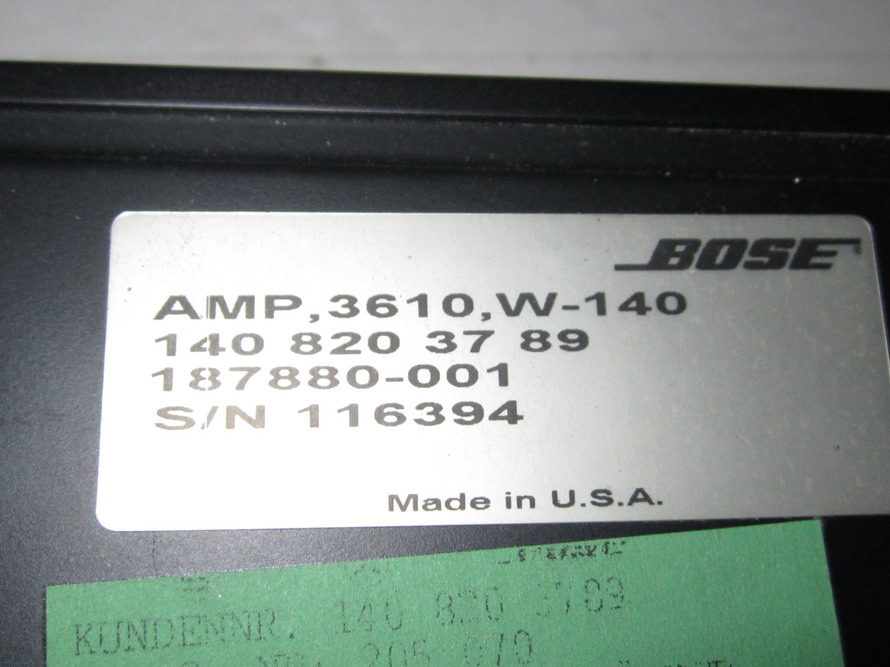 BOSE
AMP,3610,W-140
140 820 37 89
187880-001
S/N 116394
Made in U.S.A.
KUNDENNR. 140 820 3789